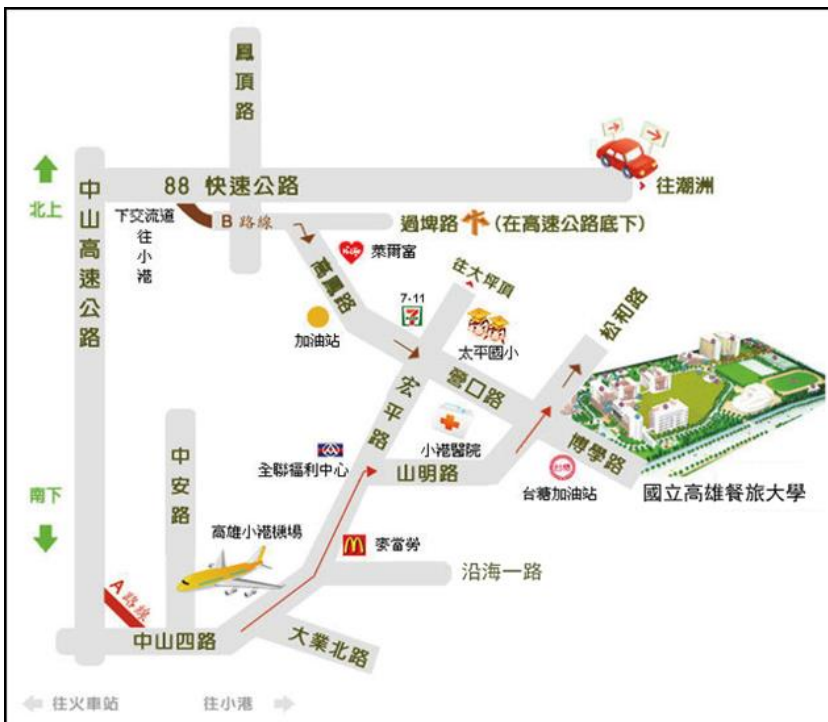 鳳頂路
北上
中山高速公路
88 快速公路
往潮洲
下交流道
往小港
B 路線
過埤路
(在高速公路底下)
萊爾富
高鳳路
往大坪頂
7-11
加油站
太平國小
松和路
營口路
宏平路
小港醫院
博學路
全聯福利中心
山明路
台糖
台糖加油站
國立高雄餐旅大學
中安路
南下
高雄小港機場
麥當勞
沿海一路
A 路線
中山四路
大業北路
往火車站
往小港